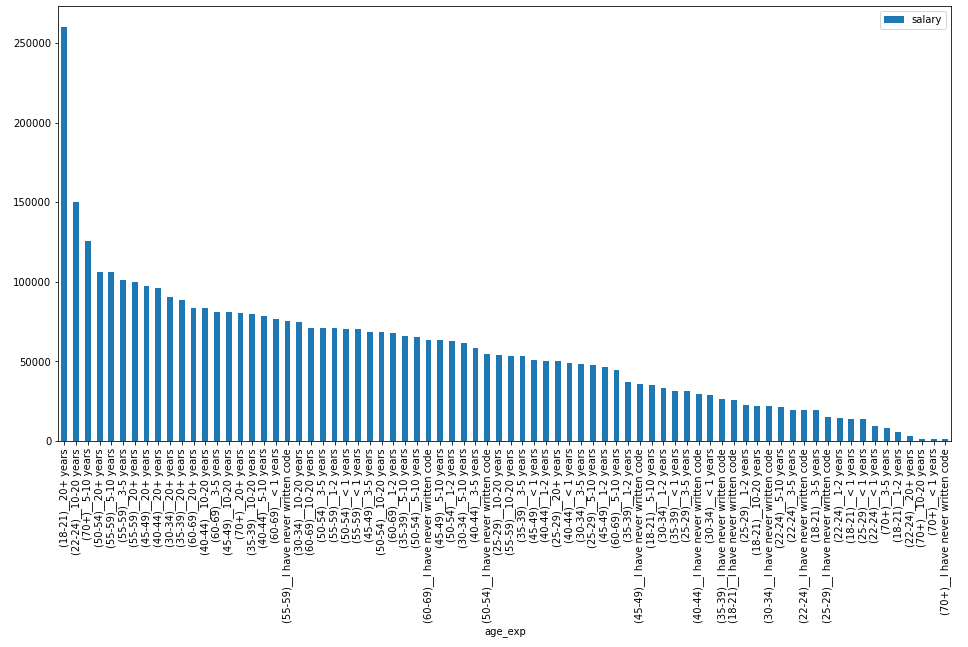 salary
250000
200000
150000
100000
50000
0
(18-21)__20+ years
(22-24)__10-20 years
(70+)__5-10 years
(50-54)__20+ years
(55-59)__5-10 years
(55-59)__3-5 years
(55-59)__20+ years
(45-49)__20+ years
(40-44)__20+ years
(30-34)__20+ years
(35-39)__20+ years
(60-69)__20+ years
(40-44)__10-20 years
(60-69)__3-5 years
(45-49)__10-20 years
(70+)__20+ years
(35-39)__10-20 years
(40-44)__5-10 years
(60-69)__< 1 years
(55-59)__I have never written code
(30-34)__10-20 years
(60-69)__10-20 years
(50-54)__3-5 years
(55-59)__1-2 years
(50-54)__< 1 years
(55-59)__< 1 years
(45-49)__3-5 years
(50-54)__10-20 years
(60-69)__1-2 years
(35-39)__5-10 years
(50-54)__5-10 years
(60-69)__I have never written code
(45-49)__5-10 years
(50-54)__1-2 years
(30-34)__5-10 years
(40-44)__3-5 years
(50-54)__I have never written code
(25-29)__10-20 years
(55-59)__10-20 years
(35-39)__3-5 years
(45-49)__< 1 years
(40-44)__1-2 years
(25-29)__20+ years
(40-44)__< 1 years
(30-34)__3-5 years
(25-29)__5-10 years
(45-49)__1-2 years
(60-69)__5-10 years
(35-39)__1-2 years
(45-49)__I have never written code
(18-21)__5-10 years
(30-34)__1-2 years
(35-39)__< 1 years
(25-29)__3-5 years
(40-44)__I have never written code
(30-34)__< 1 years
(35-39)__I have never written code
(18-21)__I have never written code
(25-29)__1-2 years
(18-21)__10-20 years
(30-34)__I have never written code
(22-24)__5-10 years
(22-24)__3-5 years
(22-24)__I have never written code
(18-21)__3-5 years
(25-29)__I have never written code
(22-24)__1-2 years
(18-21)__< 1 years
(25-29)__< 1 years
(22-24)__< 1 years
(70+)__3-5 years
(18-21)__1-2 years
(22-24)__20+ years
(70+)__10-20 years
(70+)__< 1 years
(70+)__I have never written code
age_exp